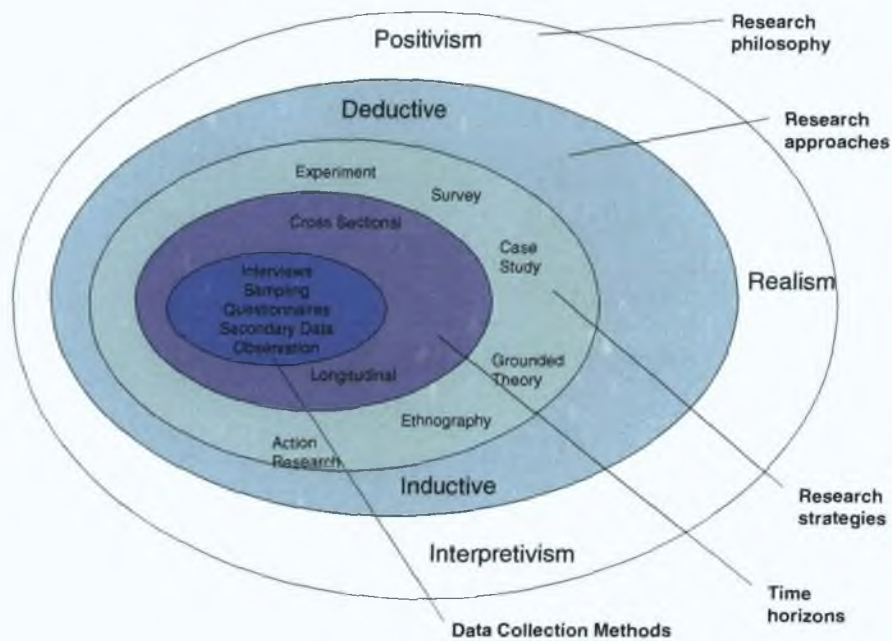 Positivism
Research
philosophy
Deductive
Research
approaches
Experiment
Survey
Cross Sectional
Case
Study
Interviews
Sampling
Questionnaires
Secondary Data
Observation
Realism
Longitudinal
Grounded
Theory
Ethnography
Action
Research
Inductive
Research
strategies
Interpretivism
Time
horizons
Data Collection Methods